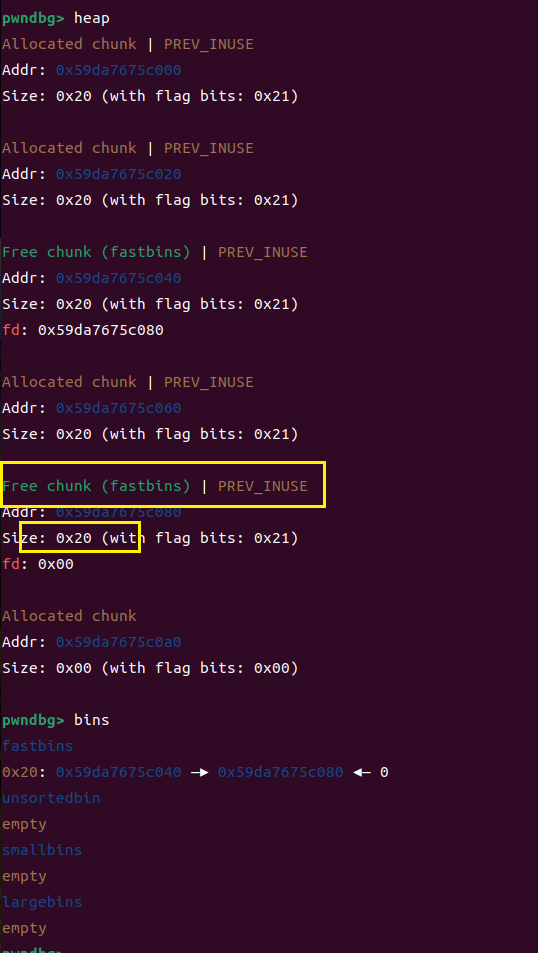 pwndbg> heap
Allocated chunk | PREV_INUSE
Addr: 0x59da7675c000
Size: 0x20 (with flag bits: 0x21)
Allocated chunk | PREV_INUSE
Addr: 0x59da7675c020
Size: 0x20 (with flag bits: 0x21)
Free chunk (fastbins) | PREV_INUSE
Addr: 0x59da7675c040
Size: 0x20 (with flag bits: 0x21)
fd: 0x59da7675c080
Allocated chunk | PREV_INUSE
Addr: 0x59da7675c060
Size: 0x20 (with flag bits: 0x21)
Free chunk (fastbins) | PREV_INUSE
Addr: 0x59da7675c080
Size: 0x20 (with flag bits: 0x21)
fd: 0x00
Allocated chunk
Addr: 0x59da7675c0a0
Size: 0x00 (with flag bits: 0x00)
pwndbg> bins
fastbins
0x20: 0x59da7675c040 —▸ 0x59da7675c080 ◂— 0
unsortedbin
empty
smallbins
empty
largebins
empty
pwndbg>